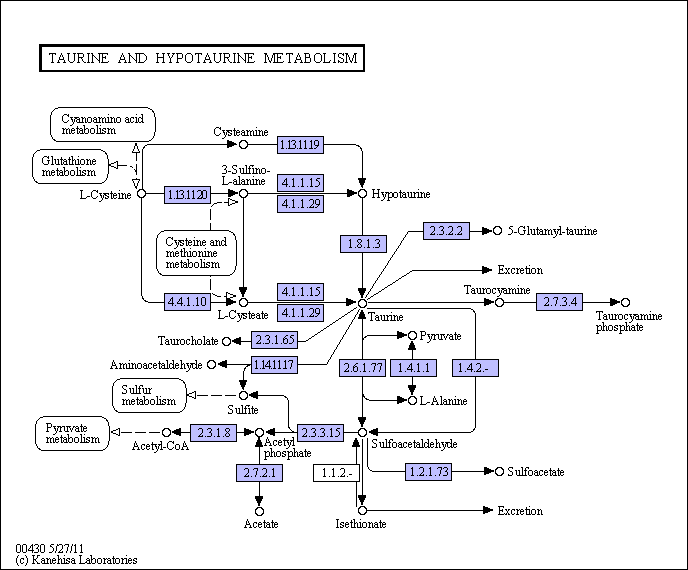 TAURINE AND HYPOTAURINE METABOLISM
Cyanoamino acid
metabolism
Cysteamine
1.13.11.19
Glutathione
metabolism
3-Sulfino-
L-alanine
4.1.1.15
L-Cysteine
1.13.11.20
Hypotaurine
4.1.1.29
Cysteine and
methionine
metabolism
1.8.1.3
2.3.2.2
5-Glutamyl-taurine
Excretion
4.1.1.15
4.4.1.10
Taurocyamine
2.7.3.4
L-Cysteate
4.1.1.29
Taurine
Taurocyamine
phosphate
Taurocholate
2.3.1.65
Pyruvate
Aminoacetaldehyde
1.14.11.17
2.6.1.77
1.4.1.1
1.4.2.-
Sulfur
metabolism
Sulfite
L-Alanine
Pyruvate
metabolism
2.3.1.8
2.3.3.15
Acetyl-CoA
Acetyl
phosphate
Sulfoacetaldehyde
2.7.2.1
1.1.2.-
1.2.1.73
Sulfoacetate
Acetate
Isethionate
Excretion
00430 5/27/11
(c) Kanehisa Laboratories